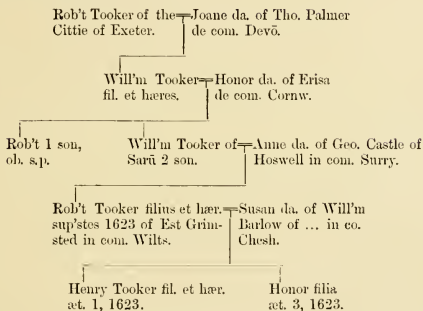 Rob't Tooker of the Cittie of Exeter.
Joane da. of Tho. Palmer de com. Devō.
Will'm Tooker fil. et hæres.
Honor da. of Erisa de com. Cornw.
Rob't 1 son, ob. s.p.
Will'm Tooker of Sarū 2 son.
Anne da. of Geo. Castle of Hoswell in com. Surry.
Rob't Tooker filius et hær. sup'stes 1623 of Est Grimsted in com. Wilts.
Susan da. of Will'm Barlow of ... in co. Chesh.
Henry Tooker fil. et hær. æt. 1, 1623.
Honor filia æt. 3, 1623.